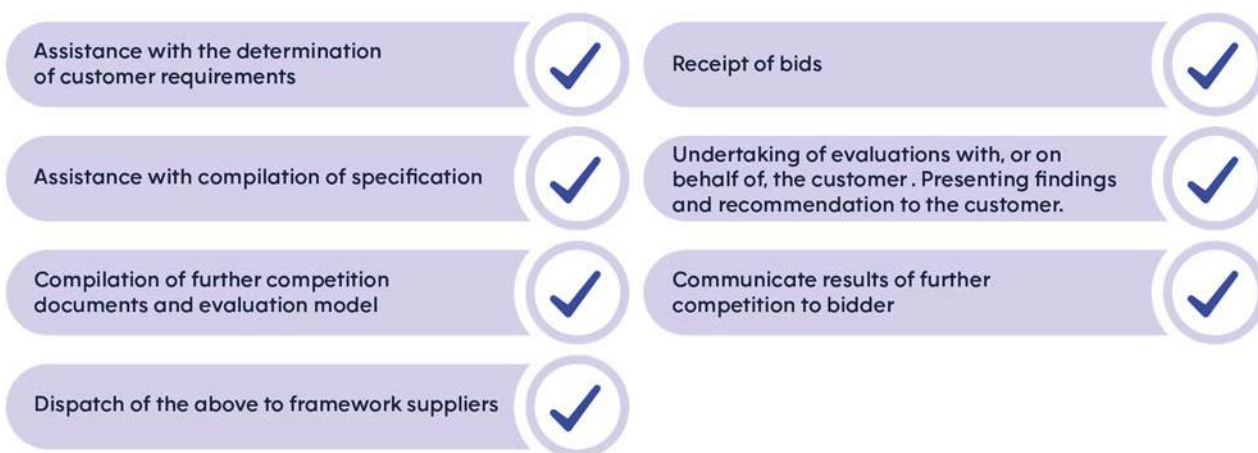 Assistance with the determination
of customer requirements
Assistance with compilation of specification
Compilation of further competition
documents and evaluation model
Dispatch of the above to framework suppliers
Receipt of bids
Undertaking of evaluations with, or on
behalf of, the customer . Presenting findings
and recommendation to the customer.
Communicate results of further
competition to bidder